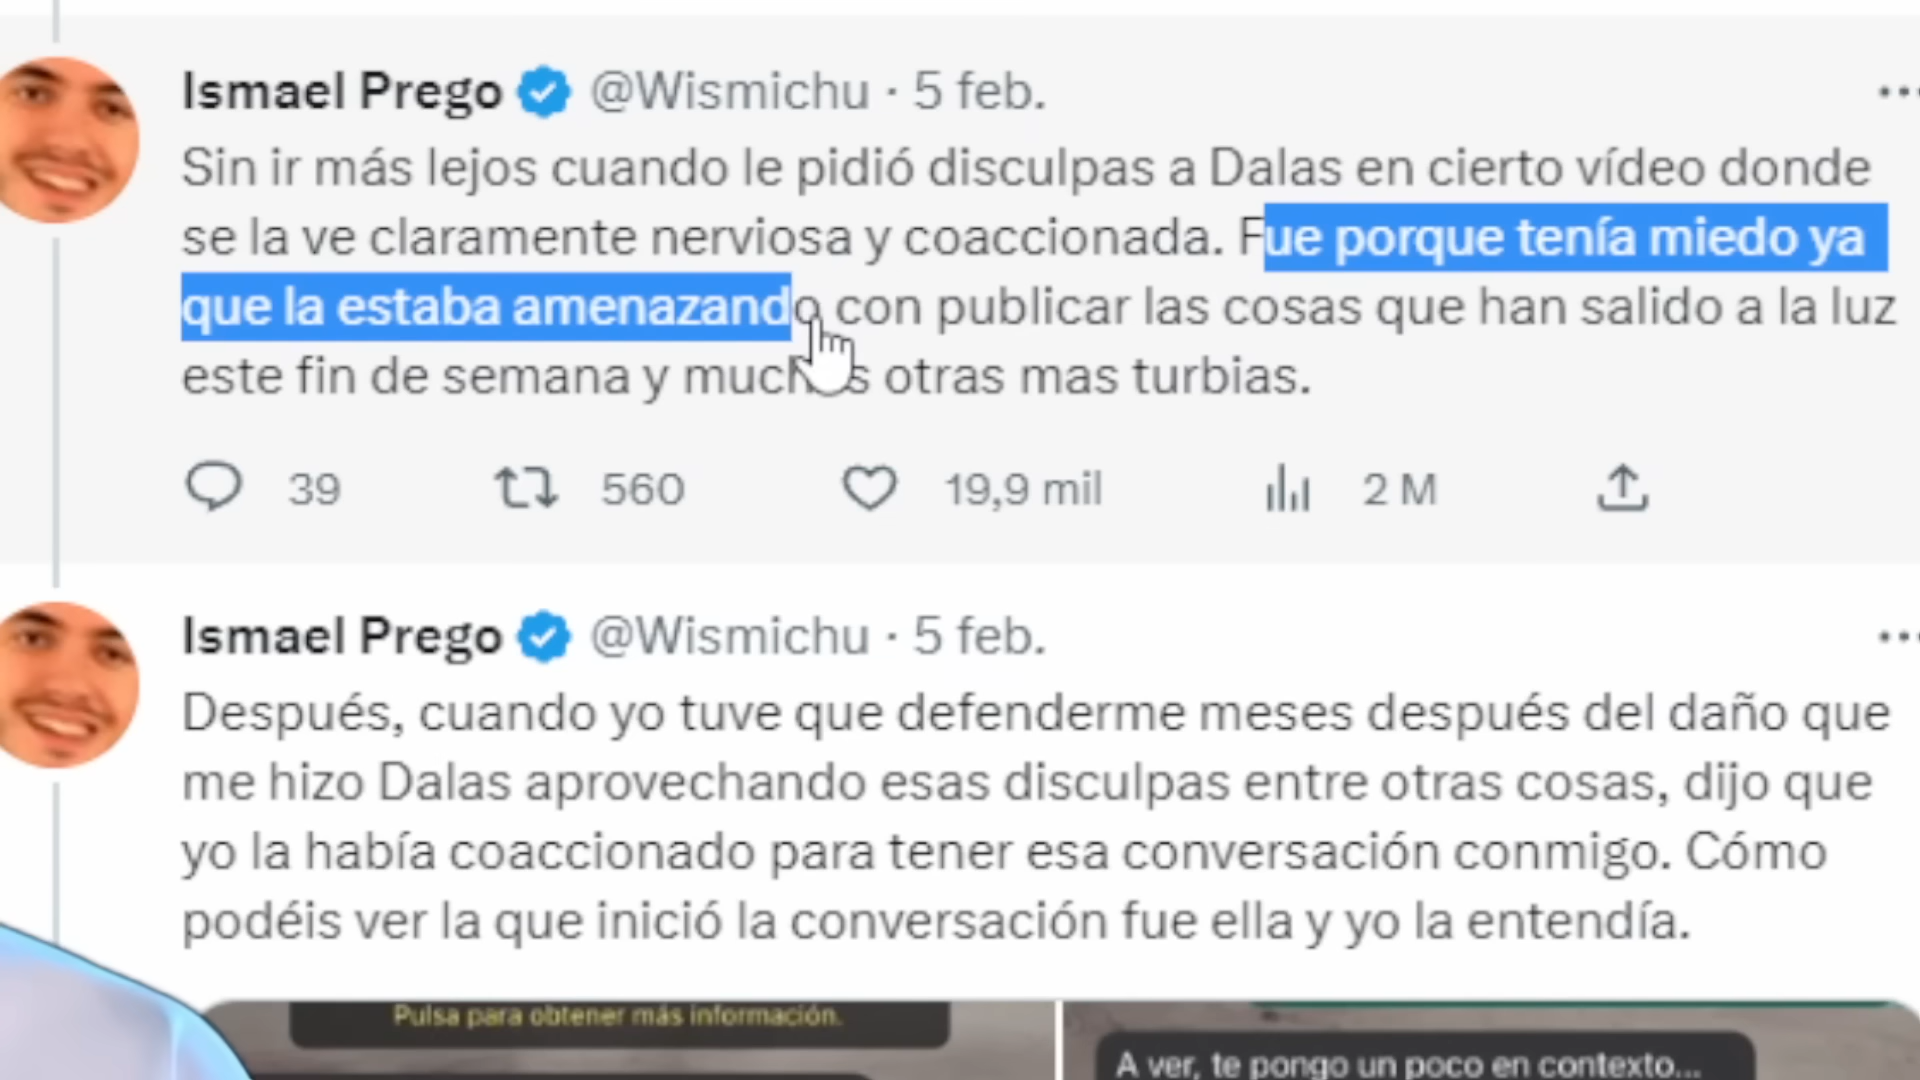 Ismael Prego @Wismichu · 5 feb.
Sin ir más lejos cuando le pidió disculpas a Dalas en cierto vídeo donde
se la ve claramente nerviosa y coaccionada. Fue porque tenía miedo ya
que la estaba amenazando con publicar las cosas que han salido a la luz
este fin de semana y muchas otras mas turbias.
39 560 19,9 mil 2 M
Ismael Prego @Wismichu · 5 feb.
Después, cuando yo tuve que defenderme meses después del daño que
me hizo Dalas aprovechando esas disculpas entre otras cosas, dijo que
yo la había coaccionado para tener esa conversación conmigo. Cómo
podéis ver la que inició la conversación fue ella y yo la entendía.
Pulsa para obtener más información.
A ver, te pongo un poco en contexto...